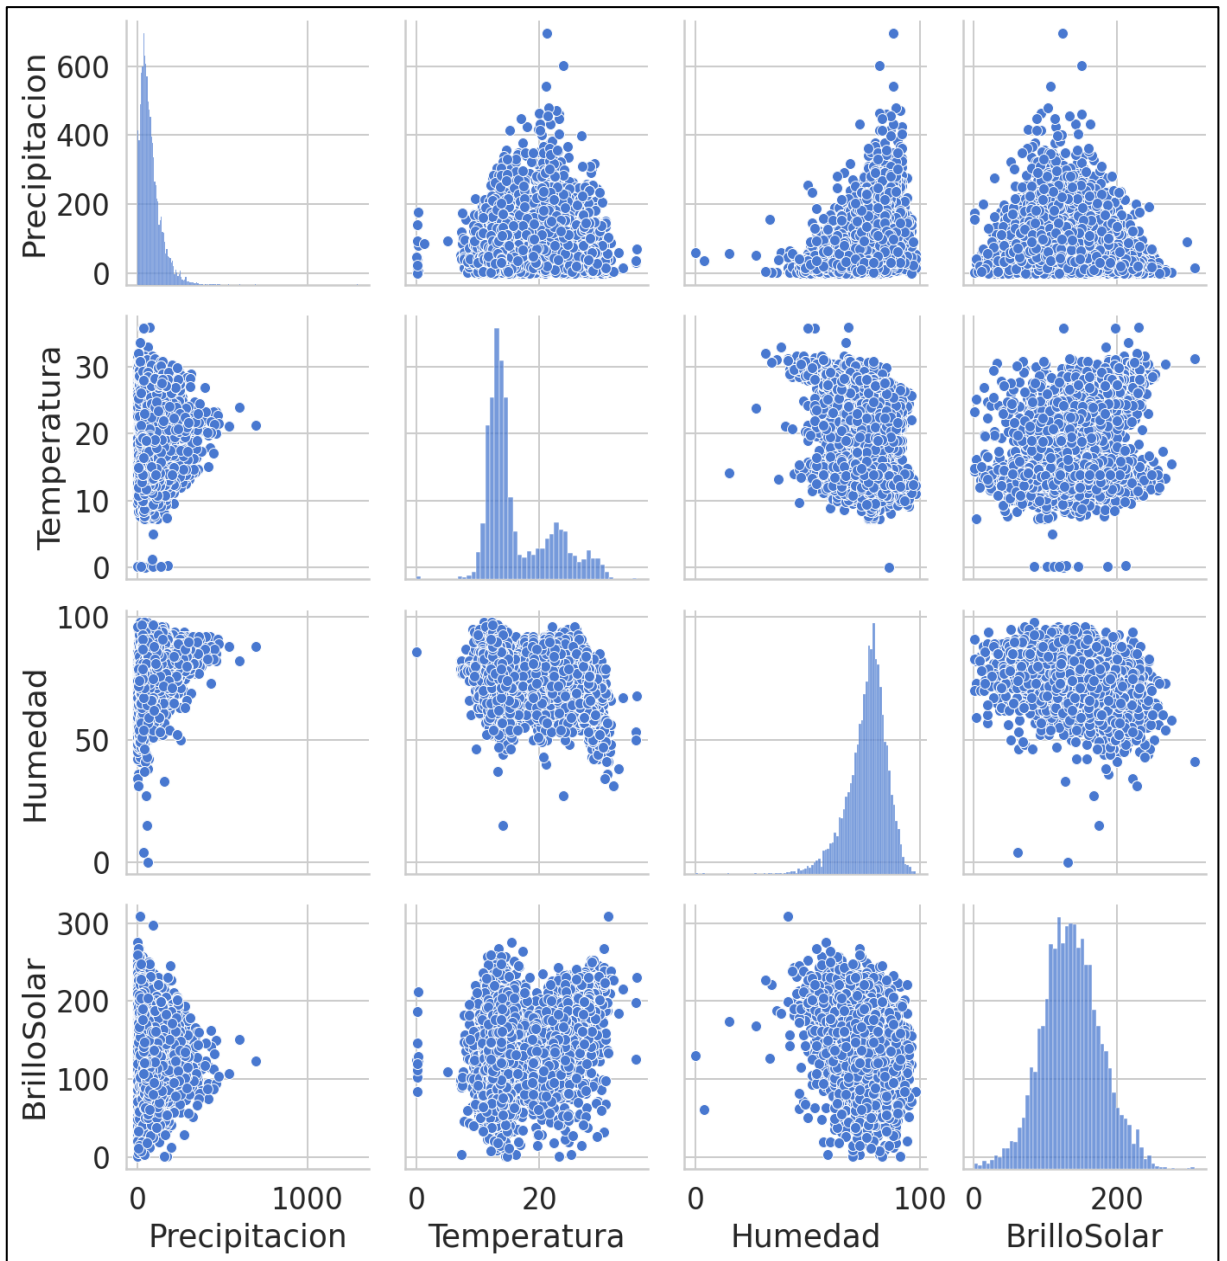 Precipitacion
600
400
200
0
Temperatura
30
20
10
0
Humedad
100
50
0
BrilloSolar
300
200
100
0
0 1000 0 20 0 100 0 200
Precipitacion Temperatura Humedad BrilloSolar